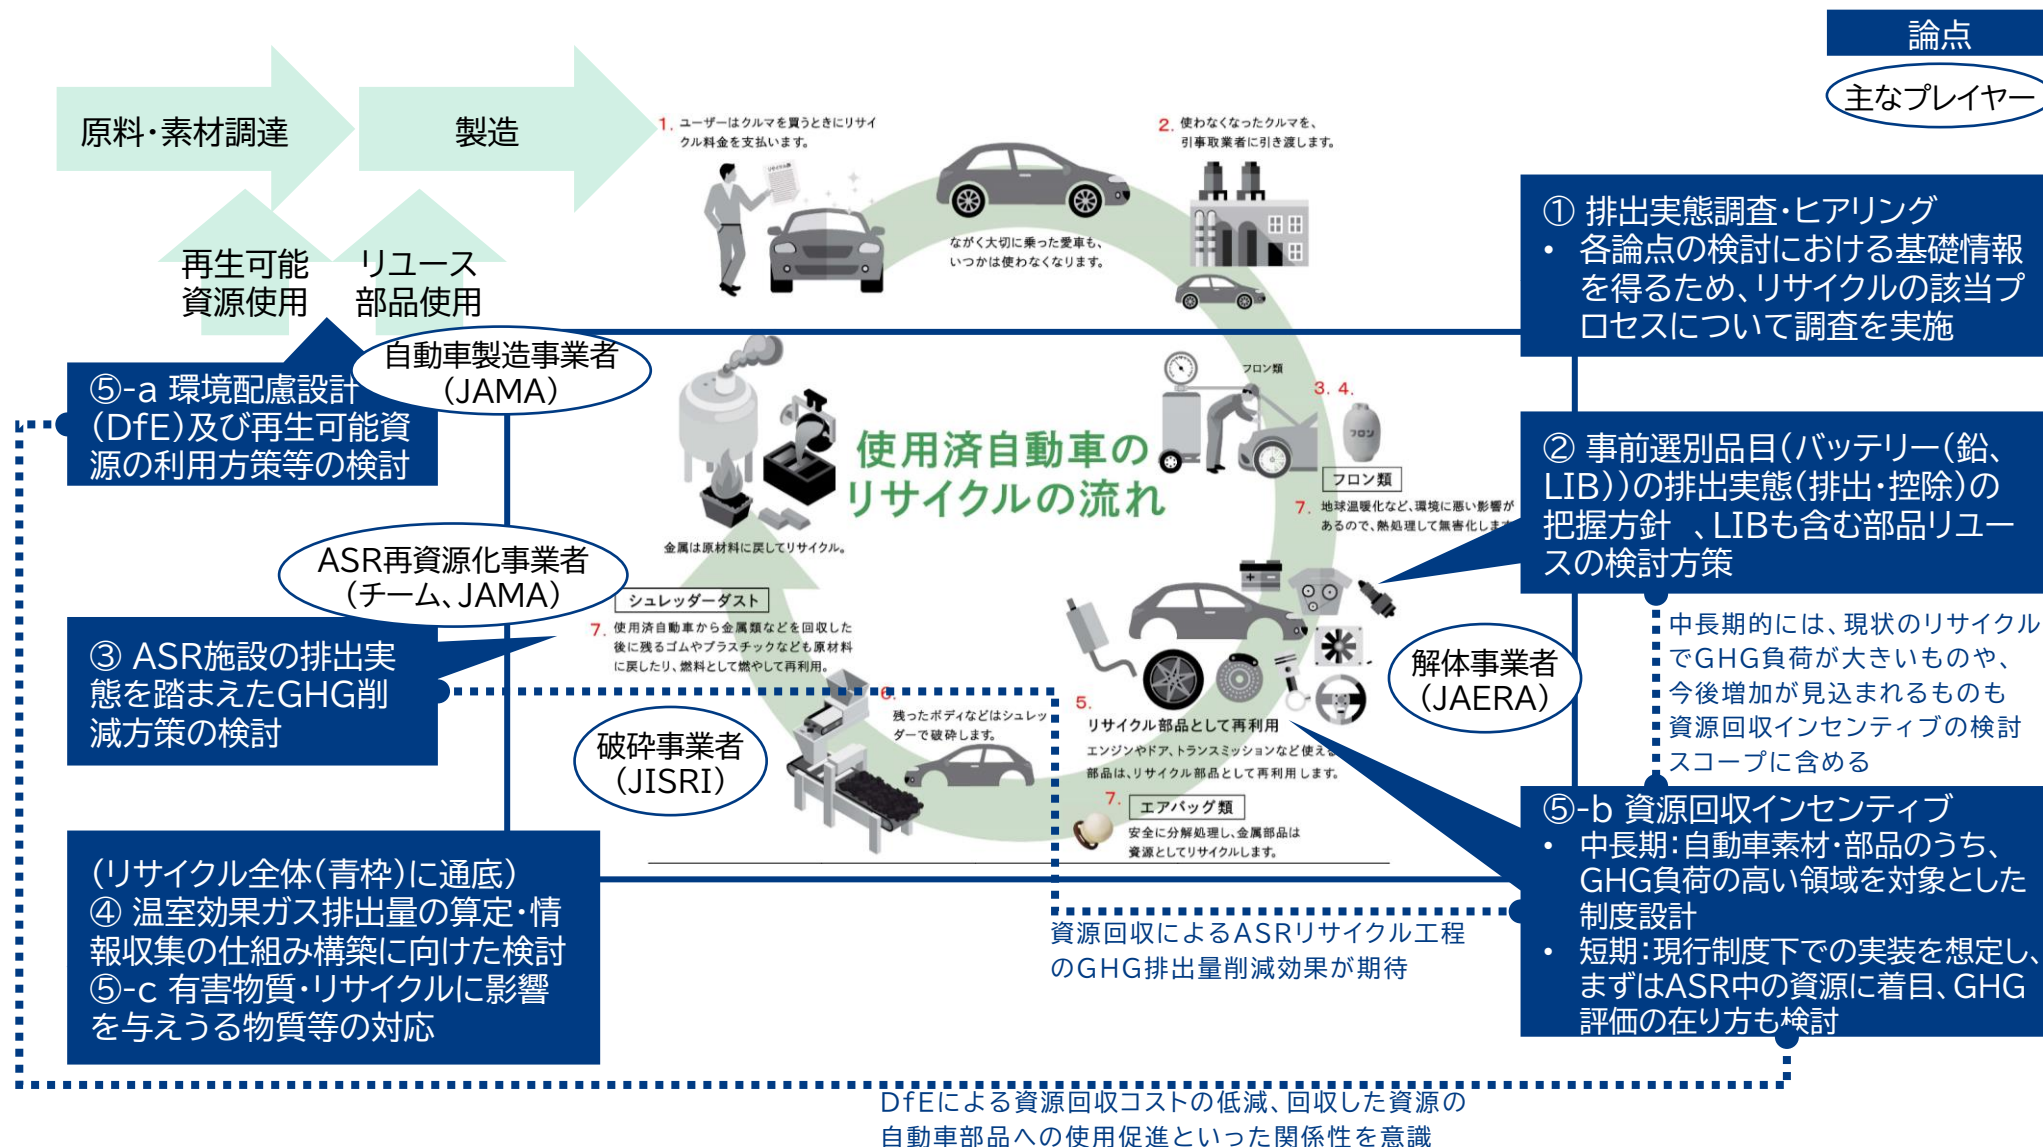 論点
主なプレイヤー
原料・素材調達
製造
再生可能
資源使用
リユース
部品使用
1. ユーザーはクルマを買うときにリサイ
クル料金を支払います。
ながく大切に乗った愛車も、
いつかは使わなくなります。
2. 使わなくなったクルマを、
引事取業者に引き渡します。
① 排出実態調査・ヒアリング
• 各論点の検討における基礎情報
を得るため、リサイクルの該当プ
ロセスについて調査を実施
自動車製造事業者
(JAMA)
⑤-a 環境配慮設計
(DfE)及び再生可能資
源の利用方策等の検討
使用済自動車の
リサイクルの流れ
フロン類
3. 4.
フロン
フロン類
7. 地球温暖化など、環境に悪い影響が
あるので、熱処理して無害化しま
② 事前選別品目(バッテリー(鉛、
LIB))の排出実態(排出・控除)の
把握方針 、LIBも含む部品リユー
スの検討方策
金属は原材料に戻してリサイクル。
ASR再資源化事業者
(チーム、JAMA)
シュレッダーダスト
7. 使用済自動車から金属類などを回収した
後に残るゴムやプラスチックなども原材料
に戻したり、燃料として燃やして再利用。
③ ASR施設の排出実
態を踏まえたGHG削
減方策の検討
破砕事業者
(JISRI)
6.
残ったボディなどはシュレッ
ダーで破砕します。
5.
リサイクル部品として再利用
エンジンやドア、トランスミッションなど使え
部品は、リサイクル部品として再利用します。
7. エアバッグ類
安全に分解処理し、金属部品は
資源としてリサイクルします。
解体事業者
(JAERA)
中長期的には、現状のリサイクル
でGHG負荷が大きいものや、
今後増加が見込まれるものも
資源回収インセンティブの検討
スコープに含める
⑤-b 資源回収インセンティブ
• 中長期：自動車素材・部品のうち、
GHG負荷の高い領域を対象とした
制度設計
• 短期：現行制度下での実装を想定し、
まずはASR中の資源に着目、GHG
評価の在り方も検討
(リサイクル全体(青枠)に通底)
④ 温室効果ガス排出量の算定・情
報収集の仕組み構築に向けた検討
⑤-c 有害物質・リサイクルに影響
を与えうる物質等の対応
資源回収によるASRリサイクル工程
のGHG排出量削減効果が期待
DfEによる資源回収コストの低減、回収した資源の
自動車部品への使用促進といった関係性を意識